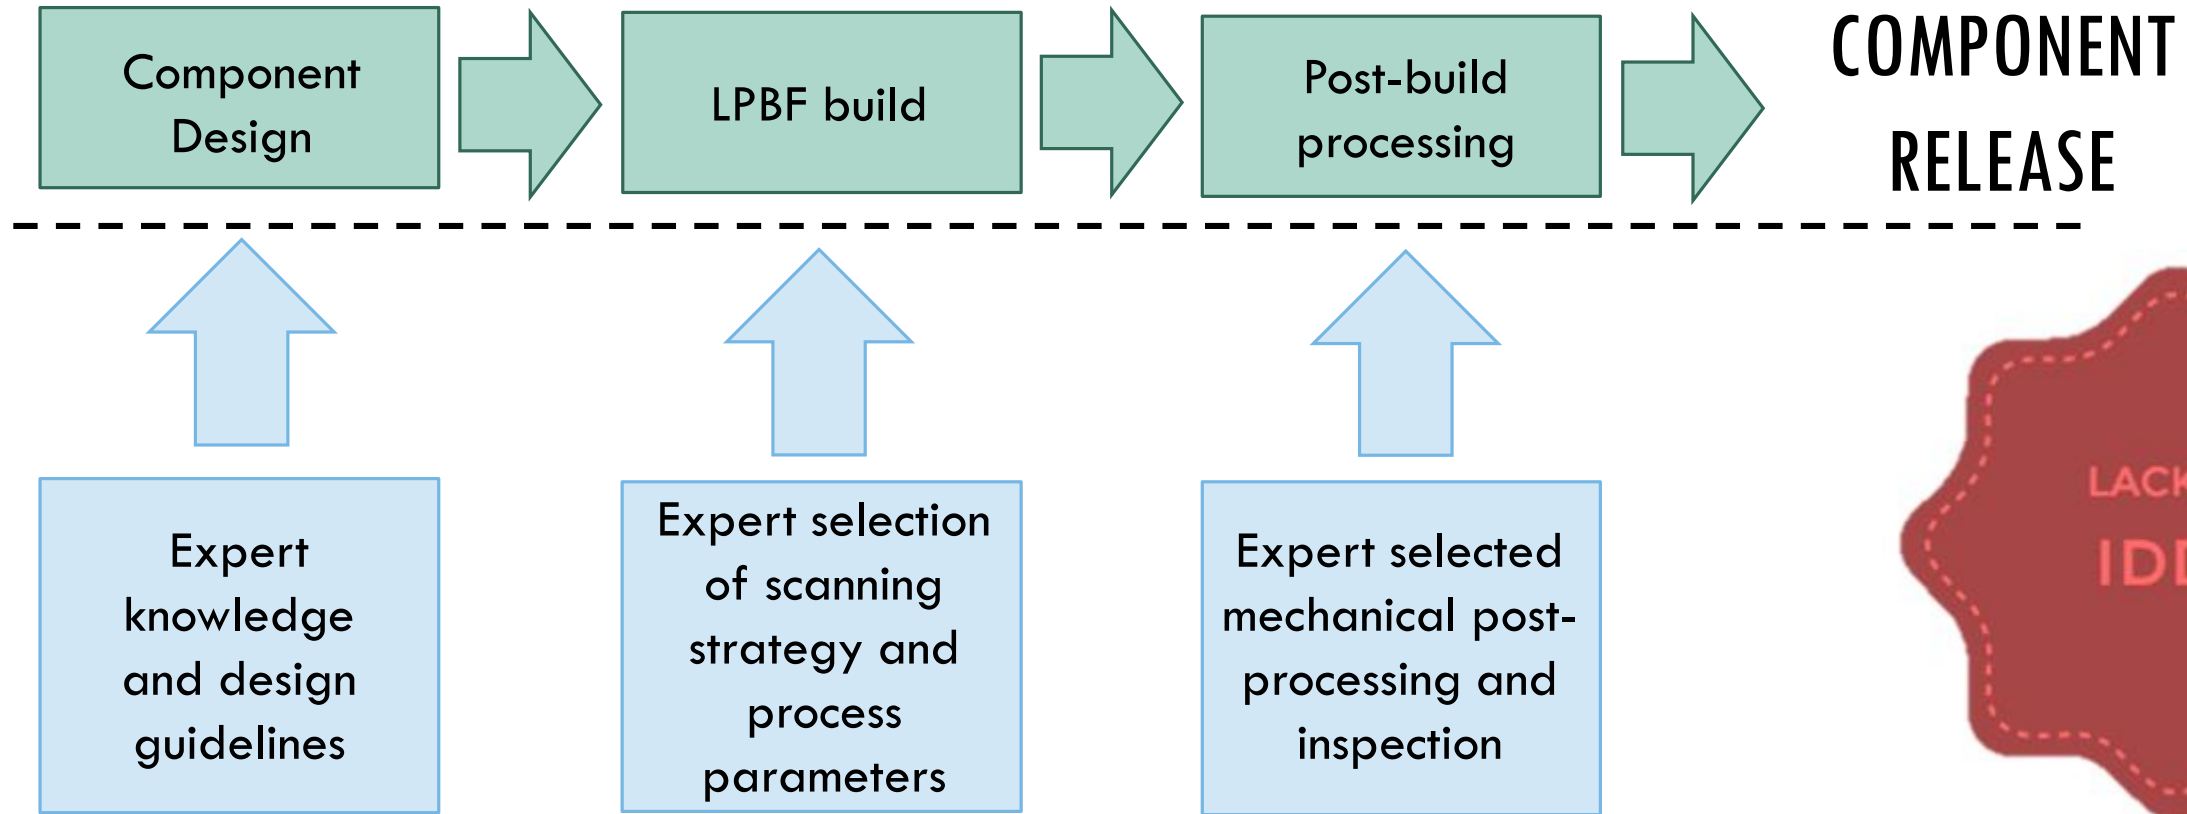 Component
Design
LPBF build
Post-build
processing
COMPONENT
RELEASE
Expert
knowledge
and design
guidelines
Expert selection
of scanning
strategy and
process
parameters
Expert selected
mechanical post-
processing and
inspection
LACK